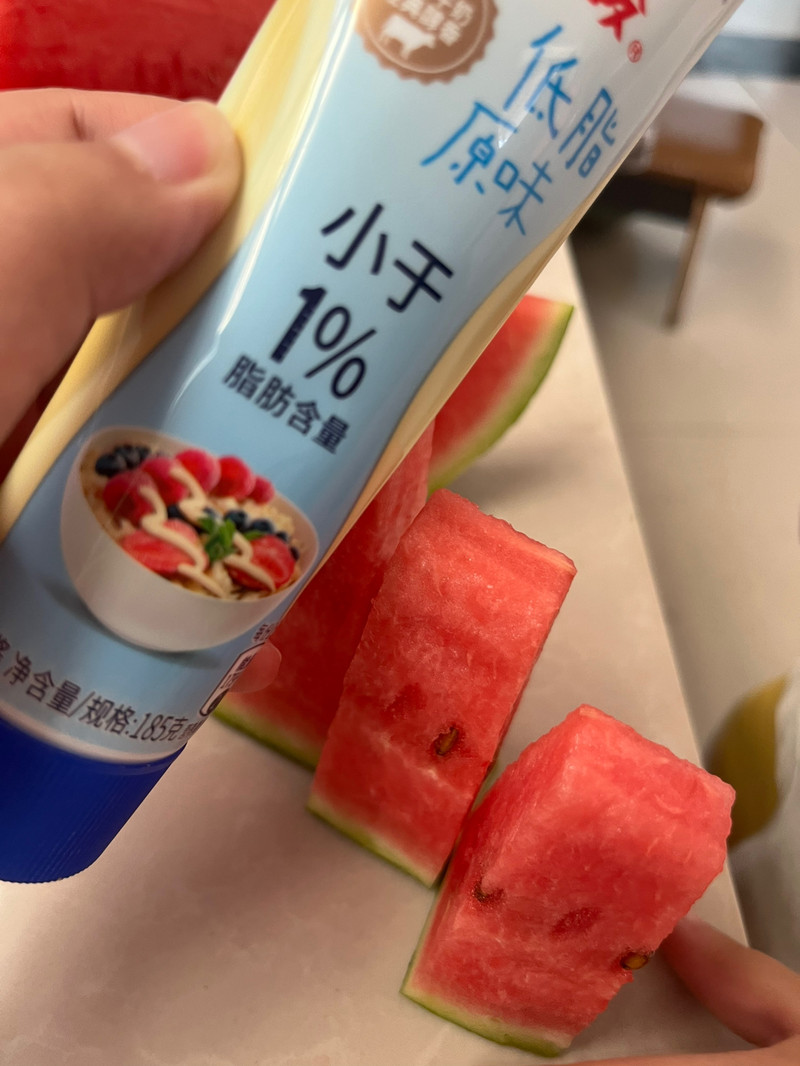 低脂
原味
小于
1%
脂肪含量
净含量/规格:185克